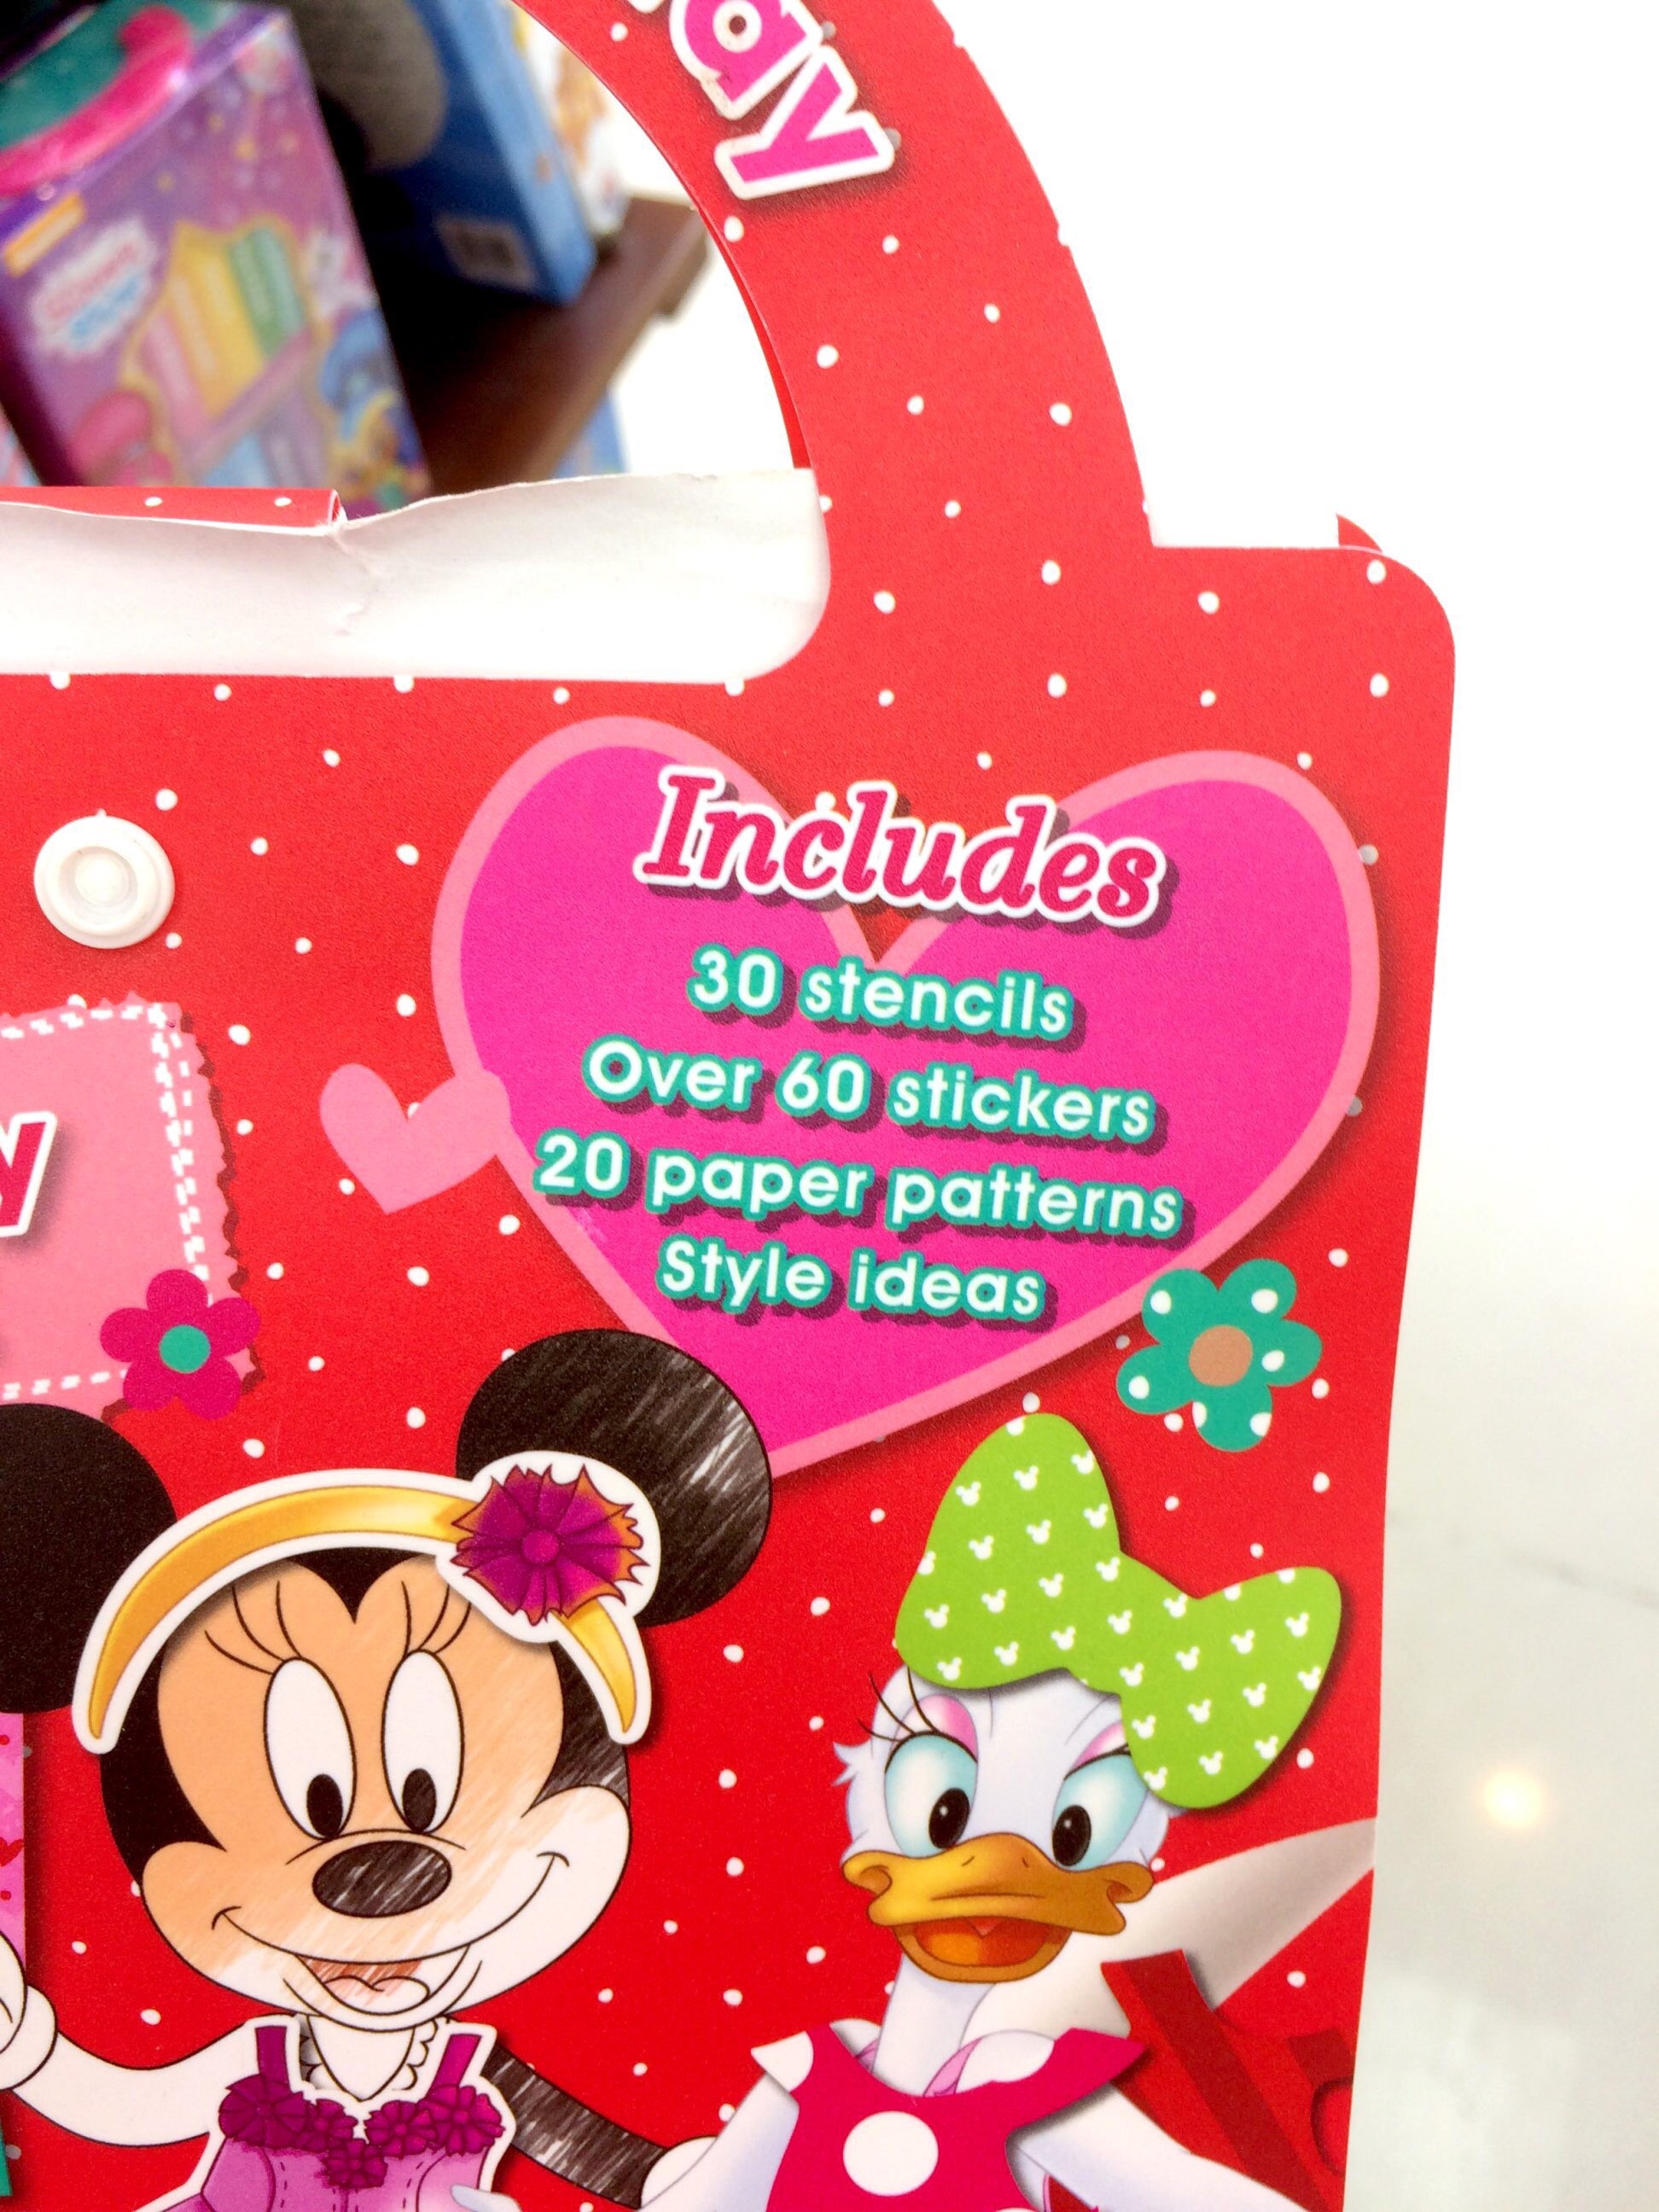 Includes
30 stencils
Over 60 stickers
20 paper patterns
Style ideas